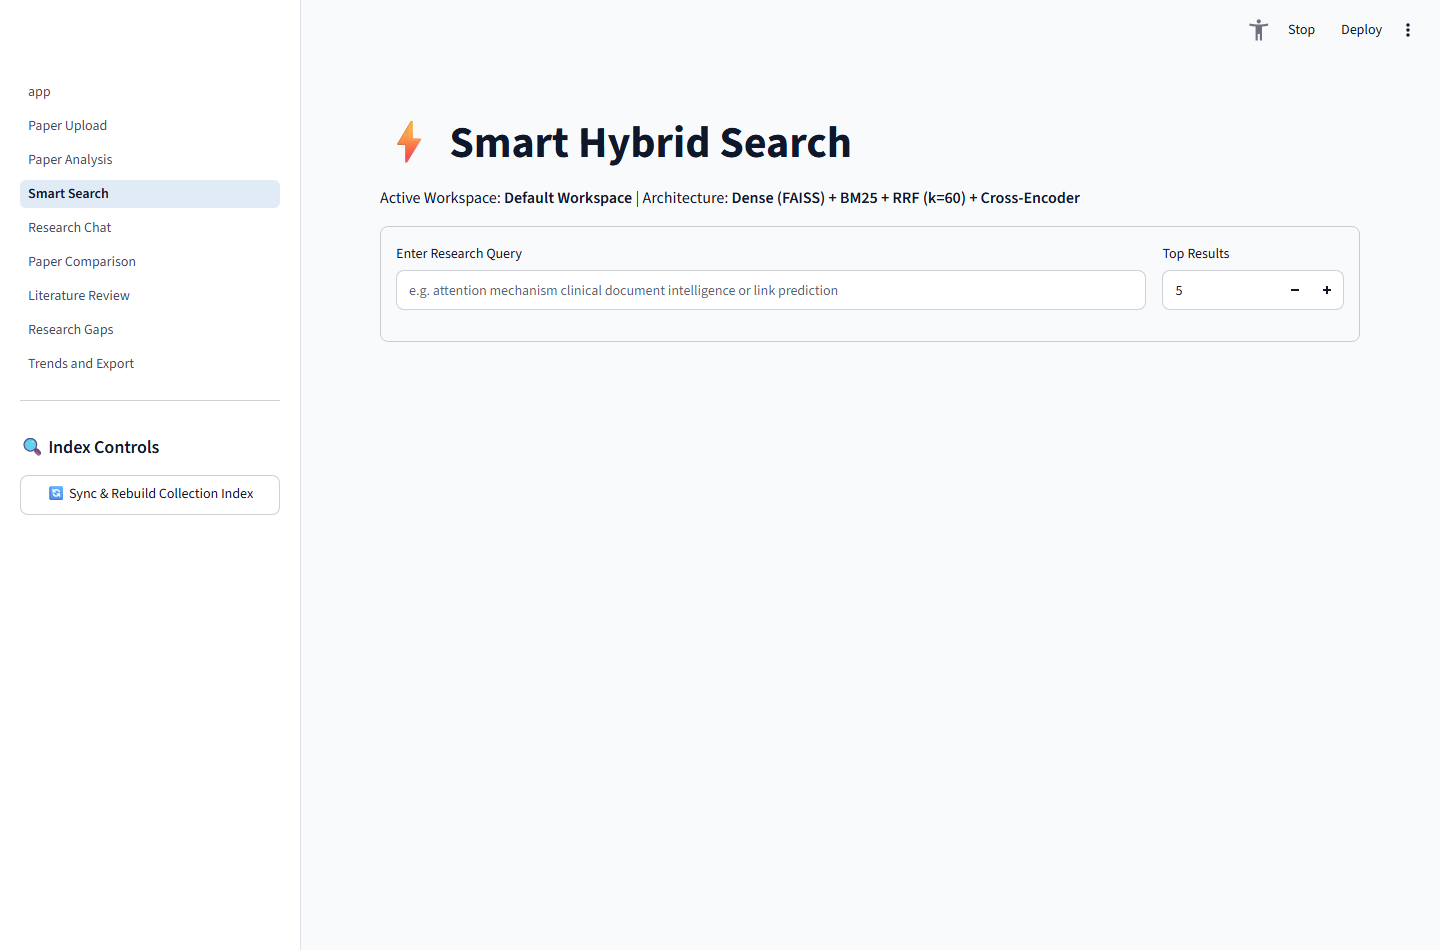 Stop
Deploy
app
Paper Upload
Paper Analysis
Smart Search
Research Chat
Paper Comparison
Literature Review
Research Gaps
Trends and Export
Index Controls
Sync & Rebuild Collection Index
Smart Hybrid Search
Active Workspace: Default Workspace | Architecture: Dense (FAISS) + BM25 + RRF (k=60) + Cross-Encoder
Enter Research Query
e.g. attention mechanism clinical document intelligence or link prediction
Top Results
5